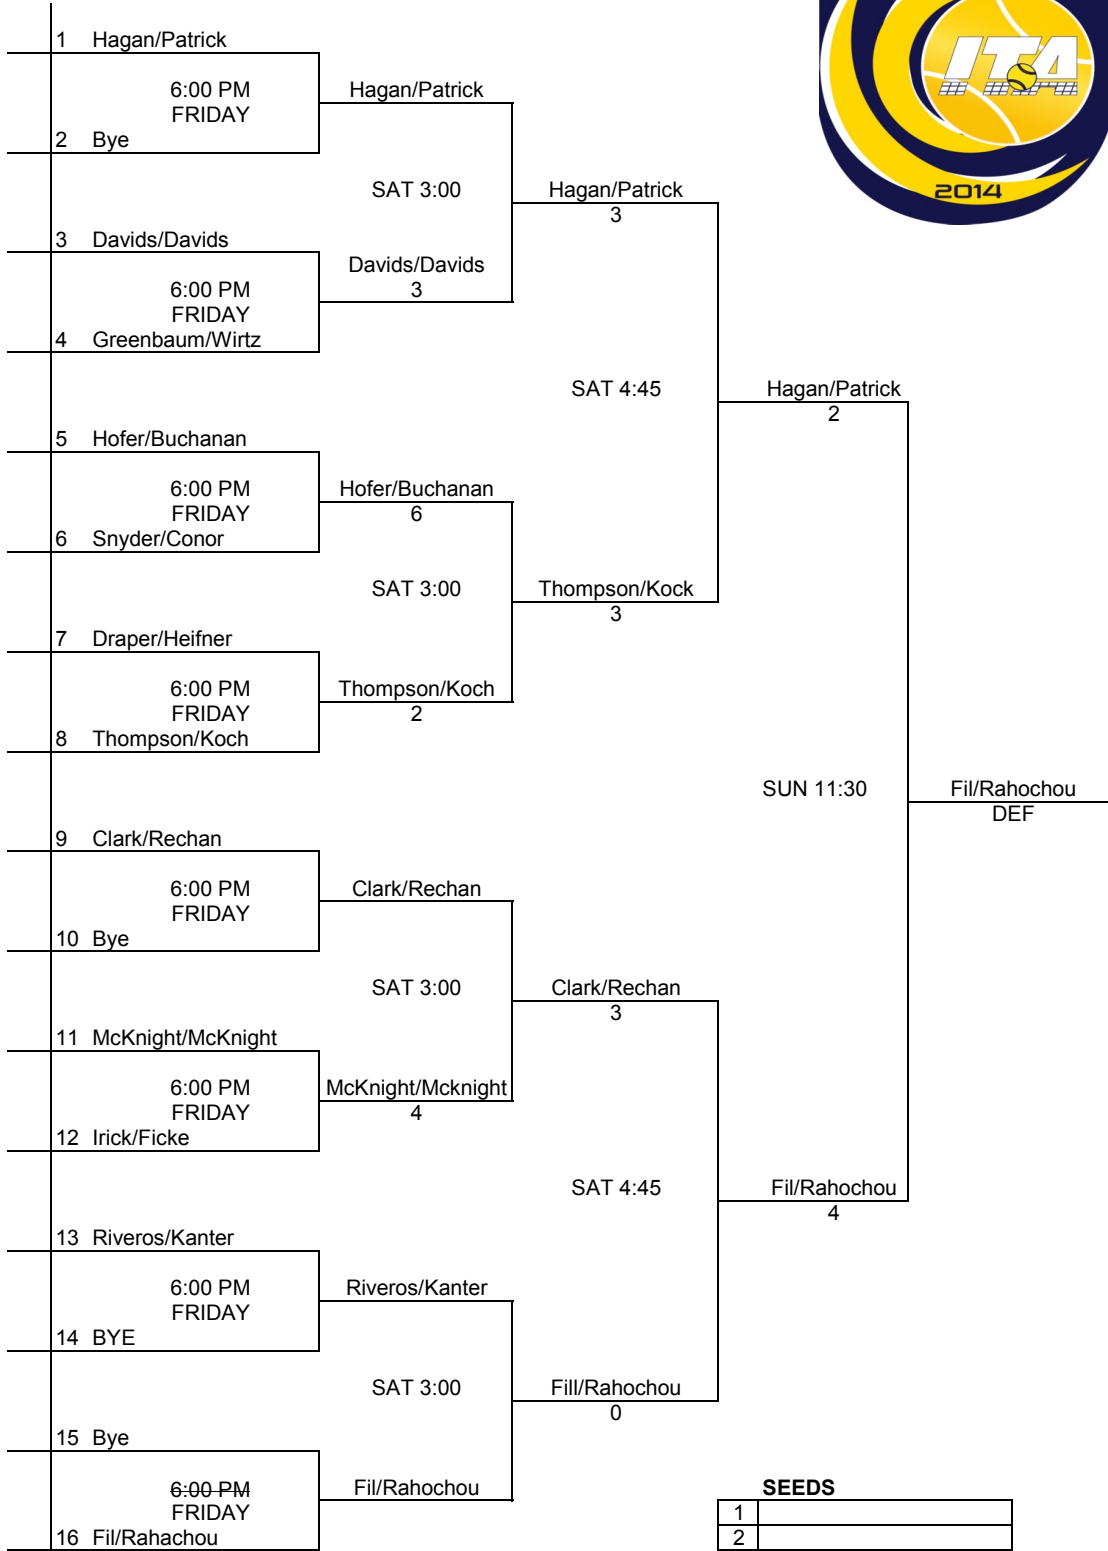 ITA
2014
1 Hagan/Patrick
6:00 PM
FRIDAY
2 Bye
Hagan/Patrick
SAT 3:00
Hagan/Patrick
3
3 Davids/Davids
6:00 PM
FRIDAY
4 Greenbaum/Wirtz
Davids/Davids
3
SAT 4:45
Hagan/Patrick
2
5 Hofer/Buchanan
6:00 PM
FRIDAY
6 Snyder/Conor
Hofer/Buchanan
6
SAT 3:00
Thompson/Kock
3
7 Draper/Heifner
6:00 PM
FRIDAY
8 Thompson/Koch
Thompson/Koch
2
SUN 11:30
Fil/Rahochou
DEF
9 Clark/Rechan
6:00 PM
FRIDAY
10 Bye
Clark/Rechan
SAT 3:00
Clark/Rechan
3
11 McKnight/McKnight
6:00 PM
FRIDAY
12 Irick/Ficke
McKnight/Mcknight
4
SAT 4:45
Fil/Rahochou
4
13 Riveros/Kanter
6:00 PM
FRIDAY
14 BYE
Riveros/Kanter
SAT 3:00
Fill/Rahochou
0
15 Bye
6:00 PM
FRIDAY
16 Fil/Rahachou
Fil/Rahochou
SEEDS
1
2